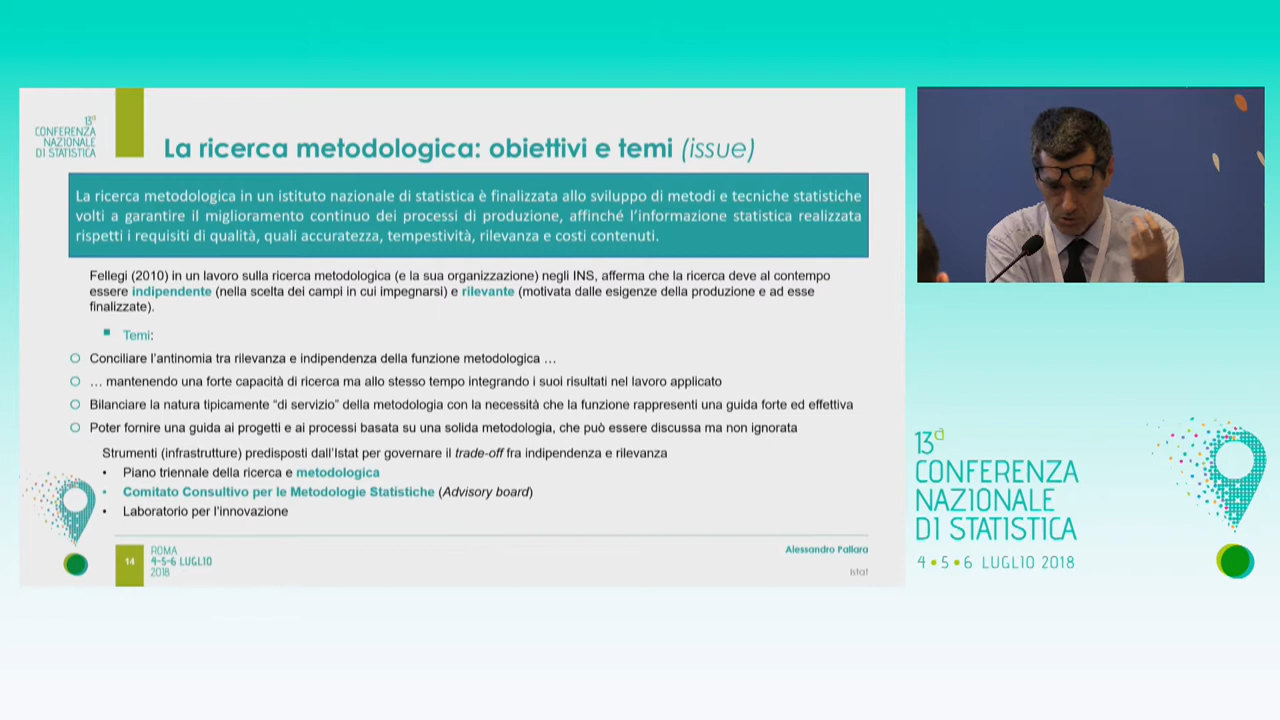 13ª
CONFERENZA
NAZIONALE
DI STATISTICA
La ricerca metodologica: obiettivi e temi (issue)
La ricerca metodologica in un istituto nazionale di statistica è finalizzata allo sviluppo di metodi e tecniche statistiche
volti a garantire il miglioramento continuo dei processi di produzione, affinché l'informazione statistica realizzata
rispetti i requisiti di qualità, quali accuratezza, tempestività, rilevanza e costi contenuti.
Fellegi (2010) in un lavoro sulla ricerca metodologica (e la sua organizzazione) negli INS, afferma che la ricerca deve al contempo
essere indipendente (nella scelta dei campi in cui impegnarsi) e rilevante (motivata dalle esigenze della produzione e ad esse
finalizzate).
▪ Temi:
○ Conciliare l'antinomia tra rilevanza e indipendenza della funzione metodologica …
○ … mantenendo una forte capacità di ricerca ma allo stesso tempo integrando i suoi risultati nel lavoro applicato
○ Bilanciare la natura tipicamente "di servizio" della metodologia con la necessità che la funzione rappresenti una guida forte ed effettiva
○ Poter fornire una guida ai progetti e ai processi basata su una solida metodologia, che può essere discussa ma non ignorata
Strumenti (infrastrutture) predisposti dall'Istat per governare il trade-off fra indipendenza e rilevanza
• Piano triennale della ricerca e metodologica
• Comitato Consultivo per le Metodologie Statistiche (Advisory board)
• Laboratorio per l'innovazione
14
ROMA
4-5-6 LUGLIO
2018
Alessandro Pallara
Istat
13ª
CONFERENZA
NAZIONALE
DI STATISTICA
4 • 5 • 6 LUGLIO 2018